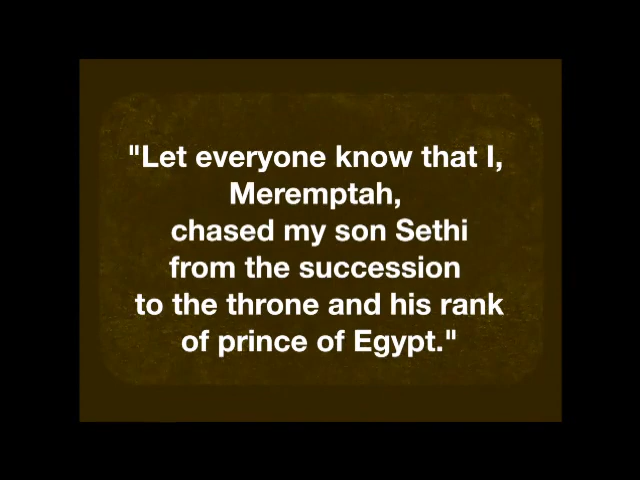 "Let everyone know that I,
Meremptah,
chased my son Sethi
from the succession
to the throne and his rank
of prince of Egypt."